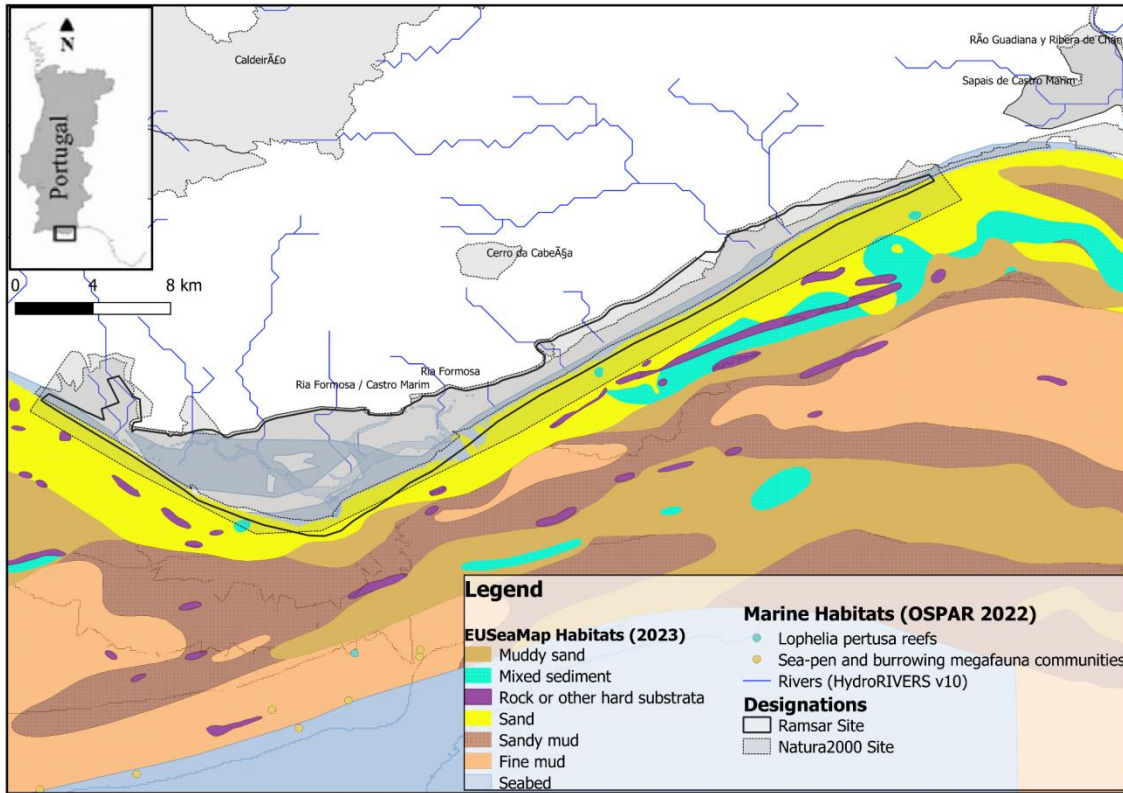 N
Portugal
0 4 8 km
CaldeirÃ£o
RÃo Guadiana y Ribera de Chan
Sapais de Castro Marim
Cerro da CabeÃ§a
Ria Formosa
Ria Formosa / Castro Marim
Legend
EUSeaMap Habitats (2023)
Muddy sand
Mixed sediment
Rock or other hard substrata
Sand
Sandy mud
Fine mud
Seabed
Marine Habitats (OSPAR 2022)
Lophelia pertusa reefs
Sea-pen and burrowing megafauna communities
Rivers (HydroRIVERS v10)
Designations
Ramsar Site
Natura2000 Site